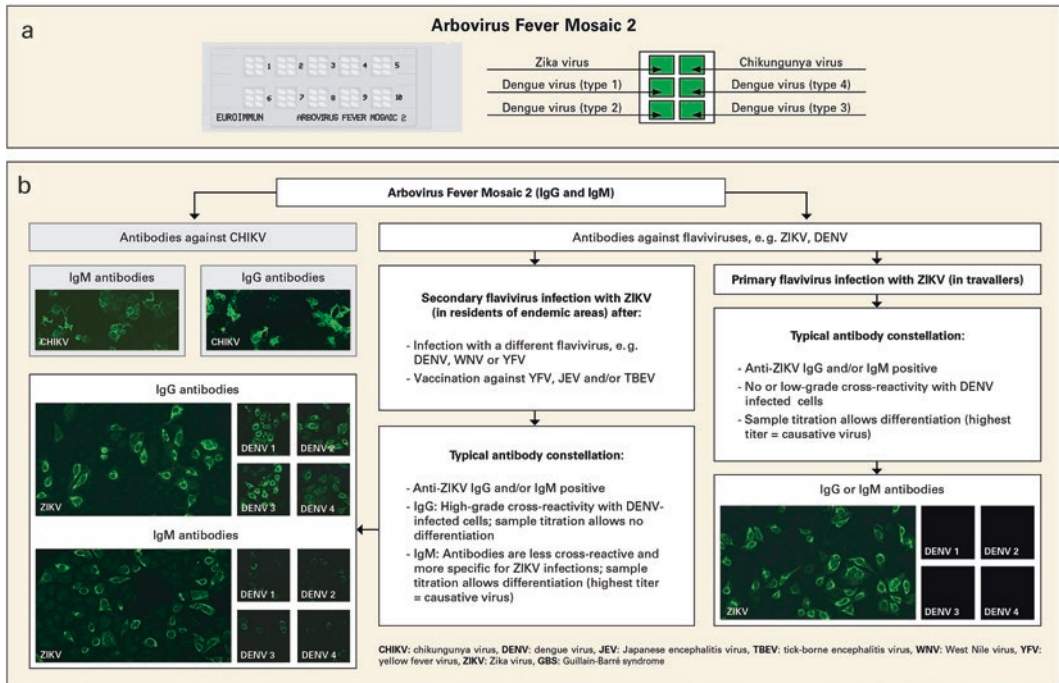 a
Arbovirus Fever Mosaic 2
1 2 3 4 5
6 7 8 9 10
EUROIMMUN ARBOVIRUS FEVER MOSAIC 2
Zika virus
Chikungunya virus
Dengue virus (type 1)
Dengue virus (type 4)
Dengue virus (type 2)
Dengue virus (type 3)
b
Arbovirus Fever Mosaic 2 (IgG and IgM)
Antibodies against CHIKV
IgM antibodies
CHIKV
IgG antibodies
CHIKV
Antibodies against flaviviruses, e.g. ZIKV, DENV
Secondary flavivirus infection with ZIKV
(in residents of endemic areas) after:
- Infection with a different flavivirus, e.g.
DENV, WNV or YFV
- Vaccination against YFV, JEV and/or TBEV
Typical antibody constellation:
- Anti-ZIKV IgG and/or IgM positive
- IgG: High-grade cross-reactivity with DENV-
infected cells; sample titration allows no
differentiation
- IgM: Antibodies are less cross-reactive and
more specific for ZIKV infections; sample
titration allows differentiation (highest titer
= causative virus)
IgG antibodies
ZIKV
DENV 1
DENV 2
DENV 3
DENV 4
IgM antibodies
ZIKV
DENV 1
DENV 2
DENV 3
DENV 4
Primary flavivirus infection with ZIKV (in travallers)
Typical antibody constellation:
- Anti-ZIKV IgG and/or IgM positive
- No or low-grade cross-reactivity with DENV
infected cells
- Sample titration allows differentiation (highest
titer = causative virus)
IgG or IgM antibodies
ZIKV
DENV 1
DENV 2
DENV 3
DENV 4
CHIKV: chikungunya virus, DENV: dengue virus, JEV: Japanese encephalitis virus, TBEV: tick-borne encephalitis virus, WNV: West Nile virus, YFV:
yellow fever virus, ZIKV: Zika virus, GBS: Guillain-Barré syndrome